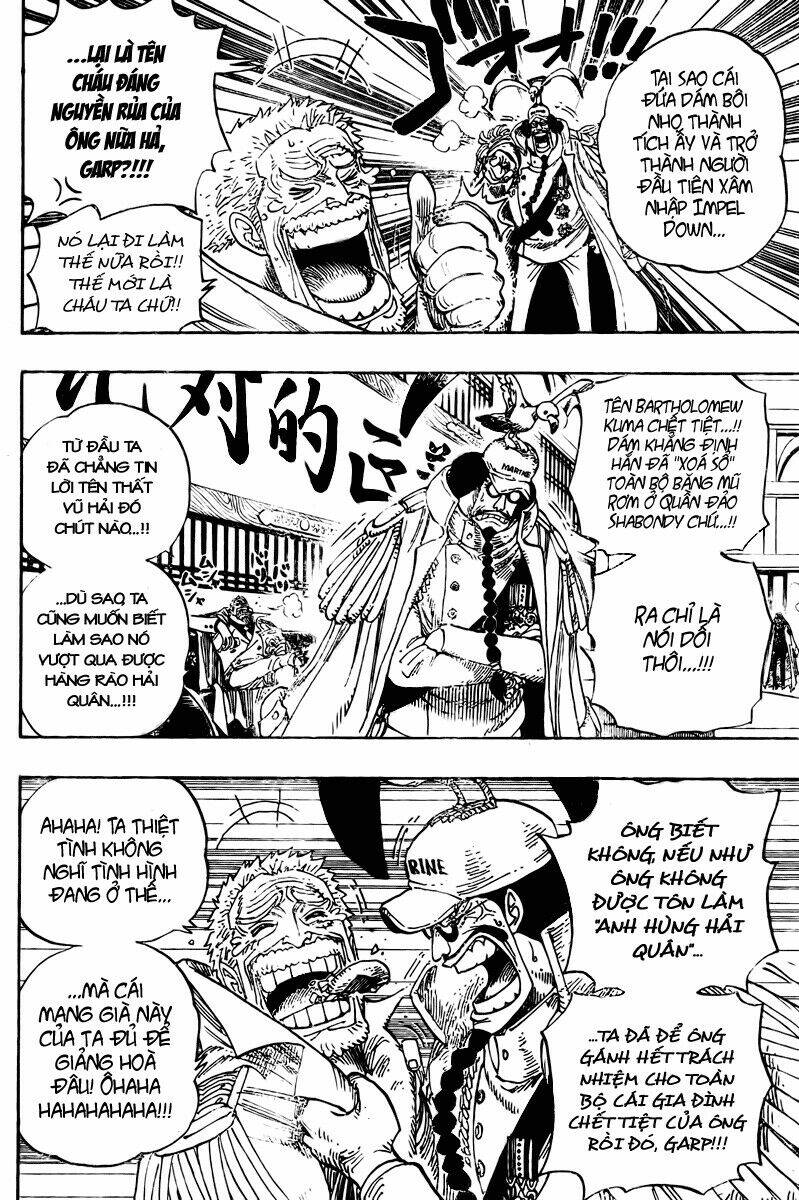 TẠI SAO CÁI
ĐỨA DÁM BÔI
NHỌ THÀNH
TÍCH ẤY VÀ TRỞ
THÀNH NGƯỜI
ĐẦU TIÊN XÂM
NHẬP IMPEL
DOWN...
ゴオオ!!!
...LẠI LÀ TÊN
CHÁU ĐÁNG
NGUYỀN RỦA CỦA
ÔNG NỮA HẢ,
GARP?!!!
NÓ LẠI ĐI LÀM
THẾ NỮA RỒI!!
THẾ MỚI LÀ
CHÁU TA CHỨ!!
TÊN BARTHOLOMEW
KUMA CHẾT TIỆT...!!
DÁM KHẲNG ĐỊNH
HẮN ĐÃ "XOÁ SỔ"
TOÀN BỘ BĂNG MŨ
RƠM Ở QUẦN ĐẢO
SHABONDY CHỨ...!!
RA CHỈ LÀ
NÓI DỐI
THÔI...!!!
对的正
MARINE
TỪ ĐẦU TA
ĐÃ CHẲNG TIN
LỜI TÊN THẤT
VŨ HẢI ĐÓ
CHÚT NÀO...!!
...DÙ SAO, TA
CŨNG MUỐN BIẾT
LÀM SAO NÓ
VƯỢT QUA ĐƯỢC
HÀNG RÀO HẢI
QUÂN...!!!
ÔNG BIẾT
KHÔNG, NẾU NHƯ
ÔNG KHÔNG
ĐƯỢC TÔN LÀM
"ANH HÙNG HẢI
QUÂN"...
...TA ĐÃ ĐỂ ÔNG
GÁNH HẾT TRÁCH
NHIỆM CHO TOÀN
BỘ CÁI GIA ĐÌNH
CHẾT TIỆT CỦA ÔNG
RỒI ĐÓ, GARP!!!
RINE
AHAHA! TA THIỆT
TÌNH KHÔNG
NGHĨ TÌNH HÌNH
ĐANG Ở THẾ...
...MÀ CÁI
MẠNG GIÀ NÀY
CỦA TA ĐỦ ĐỂ
GIẢNG HOÀ
ĐÂU! ÔHAHA
HAHAHAHAHA!!!